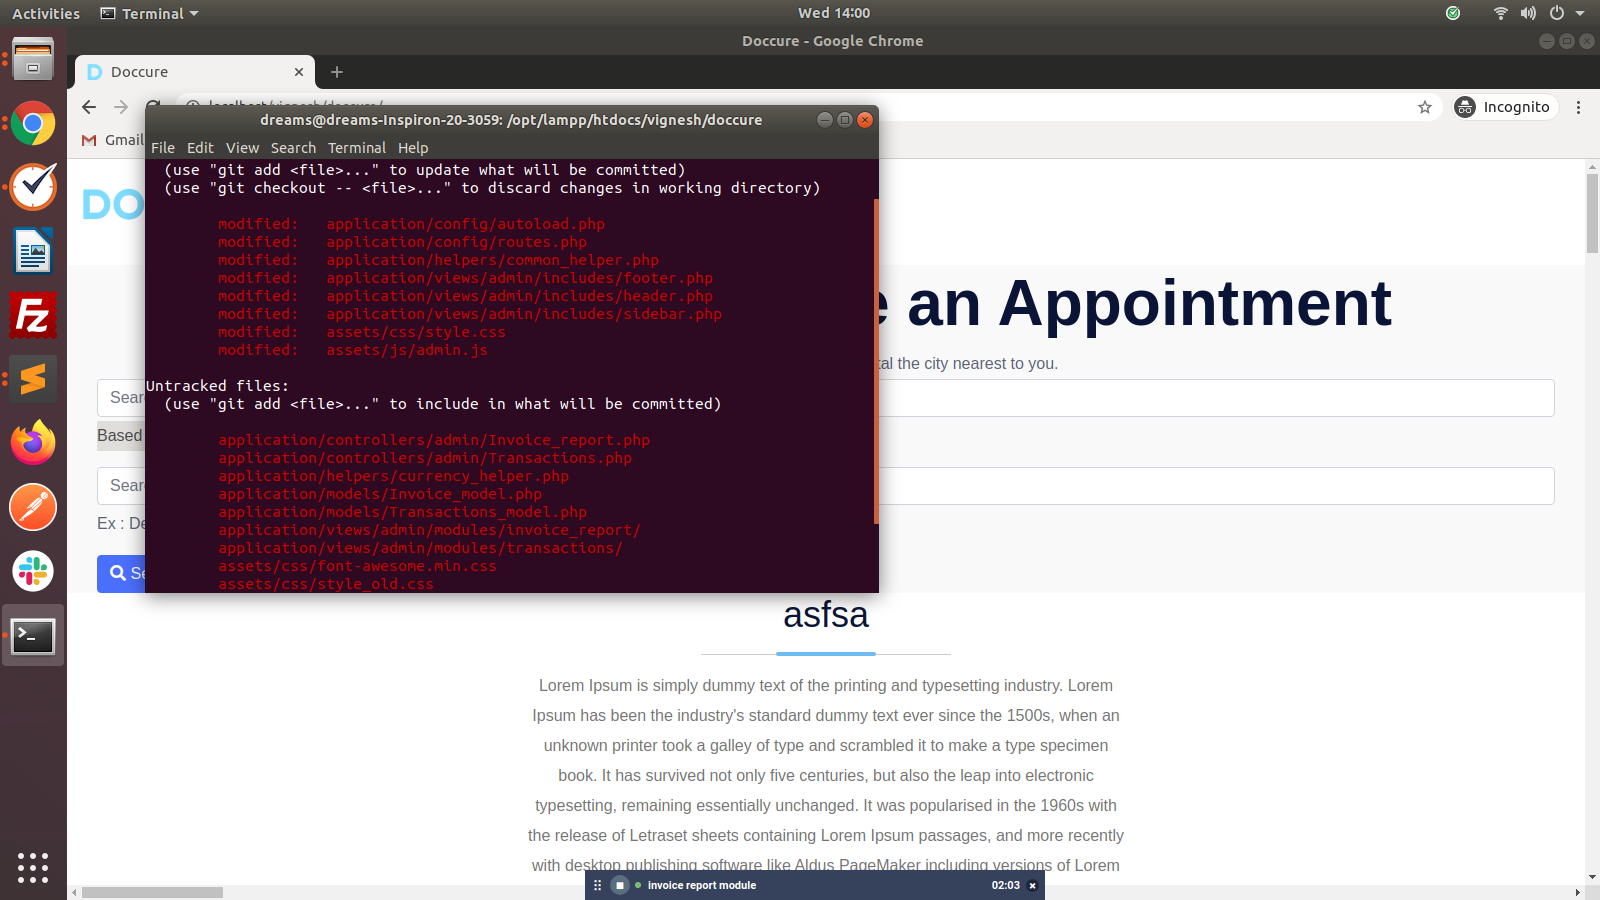 Activities
Terminal
Wed 14:00
Doccure - Google Chrome
Doccure
Incognito
Gmail
dreams@dreams-Inspiron-20-3059: /opt/lampp/htdocs/vignesh/doccure
File Edit View Search Terminal Help
(use "git add <file>..." to update what will be committed)
(use "git checkout -- <file>..." to discard changes in working directory)
modified: application/config/autoload.php
modified: application/config/routes.php
modified: application/helpers/common_helper.php
modified: application/views/admin/includes/footer.php
modified: application/views/admin/includes/header.php
modified: application/views/admin/includes/sidebar.php
modified: assets/css/style.css
modified: assets/js/admin.js
Untracked files:
(use "git add <file>..." to include in what will be committed)
application/controllers/admin/Invoice_report.php
application/controllers/admin/Transactions.php
application/helpers/currency_helper.php
application/models/Invoice_model.php
application/models/Transactions_model.php
application/views/admin/modules/invoice_report/
application/views/admin/modules/transactions/
assets/css/font-awesome.min.css
assets/css/style_old.css
DO
an Appointment
the city nearest to you.
Based
Ex :
asfsa
Lorem Ipsum is simply dummy text of the printing and typesetting industry. Lorem
Ipsum has been the industry's standard dummy text ever since the 1500s, when an
unknown printer took a galley of type and scrambled it to make a type specimen
book. It has survived not only five centuries, but also the leap into electronic
typesetting, remaining essentially unchanged. It was popularised in the 1960s with
the release of Letraset sheets containing Lorem Ipsum passages, and more recently
with desktop publishing software like Aldus PageMaker including versions of Lorem
invoice report module
02:03